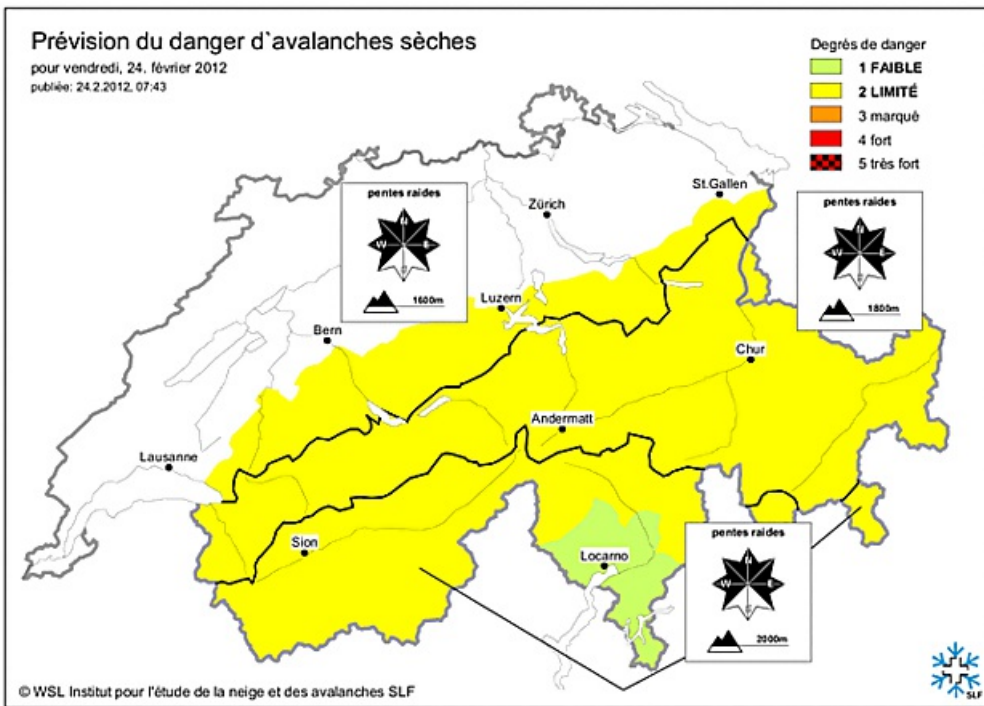 Prévision du danger d`avalanches sèches
pour vendredi, 24. février 2012
publiée: 24.2.2012, 07:43
Degrés de danger
1 FAIBLE
2 LIMITÉ
3 marqué
4 fort
5 très fort
pentes raides
N
W E
S
1600m
Zürich
St.Gallen
pentes raides
N
W E
S
1800m
Luzern
Bern
Chur
Andermatt
Lausanne
Sion
Locarno
pentes raides
N
W E
S
2000m
© WSL Institut pour l'étude de la neige et des avalanches SLF
SLF